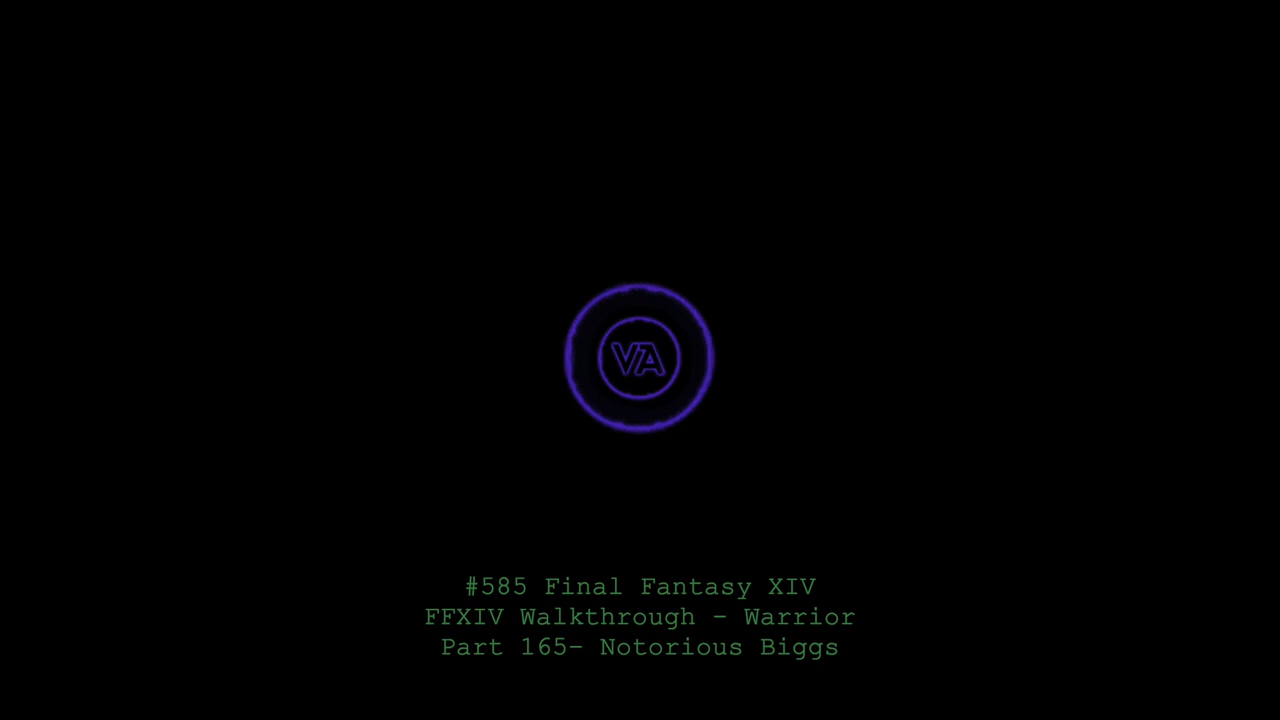 VA
#585 Final Fantasy XIV
FFXIV Walkthrough - Warrior
Part 165- Notorious Biggs